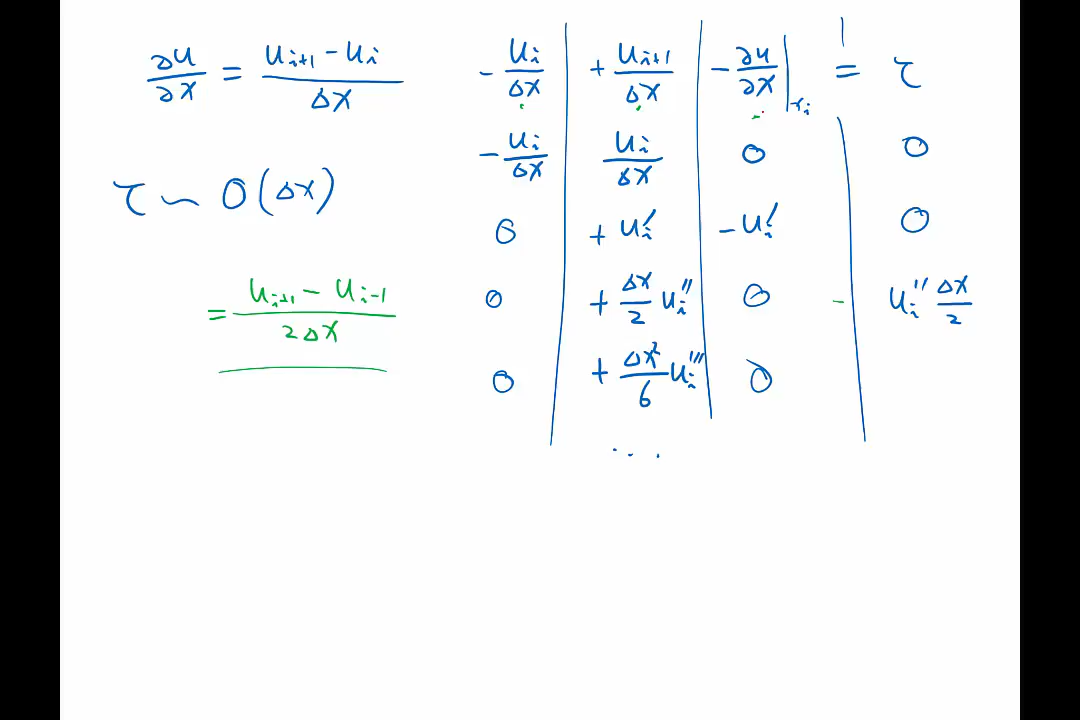 ∂u/∂x = (u_{i+1} − u_i)/Δx
τ ∼ O(Δx)
= (u_{i+1} − u_{i−1})/(2Δx)
−u_i/Δx | + u_{i+1}/Δx | − ∂u/∂x|_{x_i} = τ
−u_i/Δx | u_i/Δx | 0 | 0
0 | + u_i′ | − u_i′ | 0
0 | + Δx/2 u_i″ | 0 | u_i″ Δx/2
0 | + Δx²/6 u_i‴ | 0
...